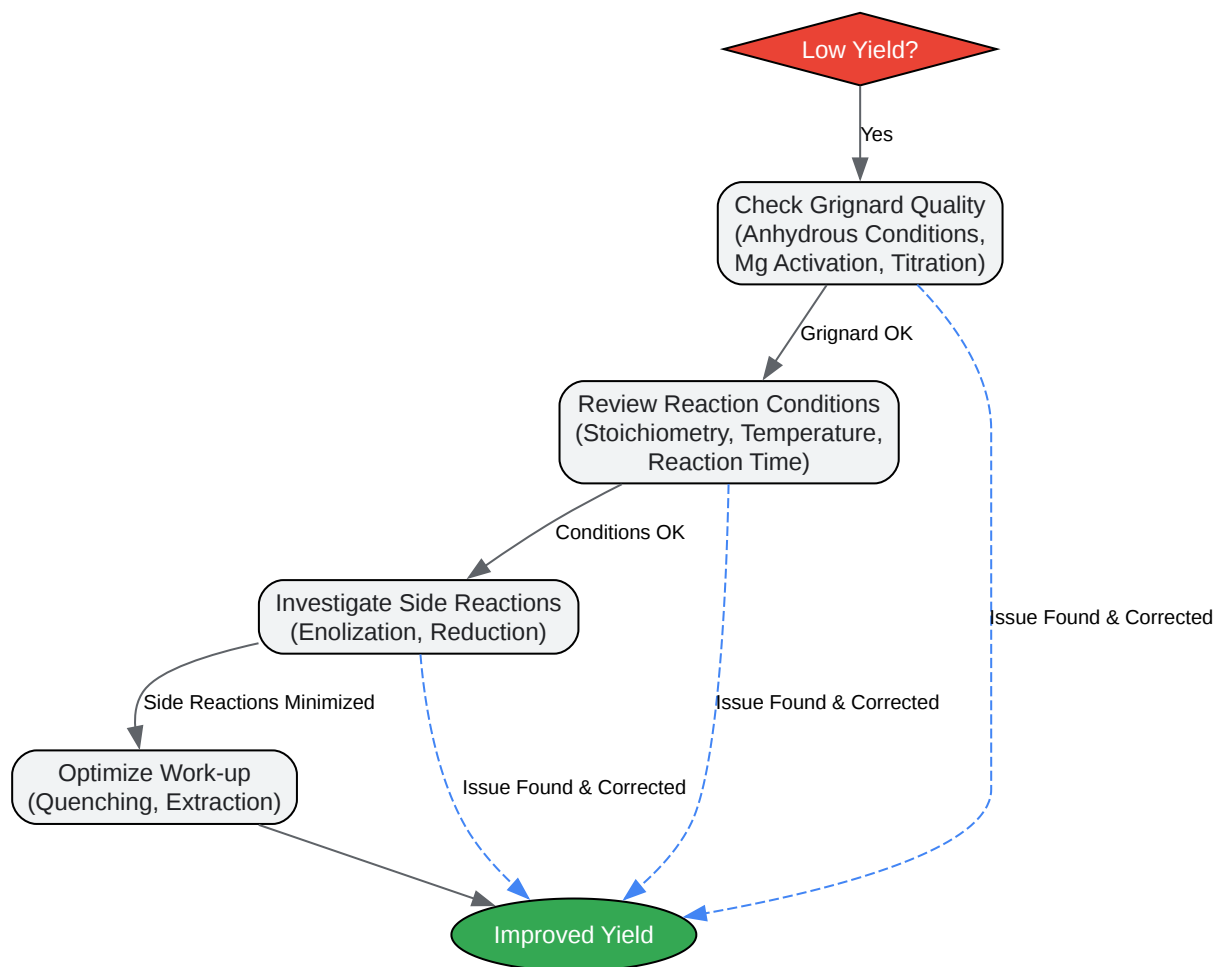 Low Yield?
Yes
Check Grignard Quality
(Anhydrous Conditions,
Mg Activation, Titration)
Grignard OK
Review Reaction Conditions
(Stoichiometry, Temperature,
Reaction Time)
Conditions OK
Investigate Side Reactions
(Enolization, Reduction)
Issue Found & Corrected
Side Reactions Minimized
Issue Found & Corrected
Optimize Work-up
(Quenching, Extraction)
Issue Found & Corrected
Improved Yield